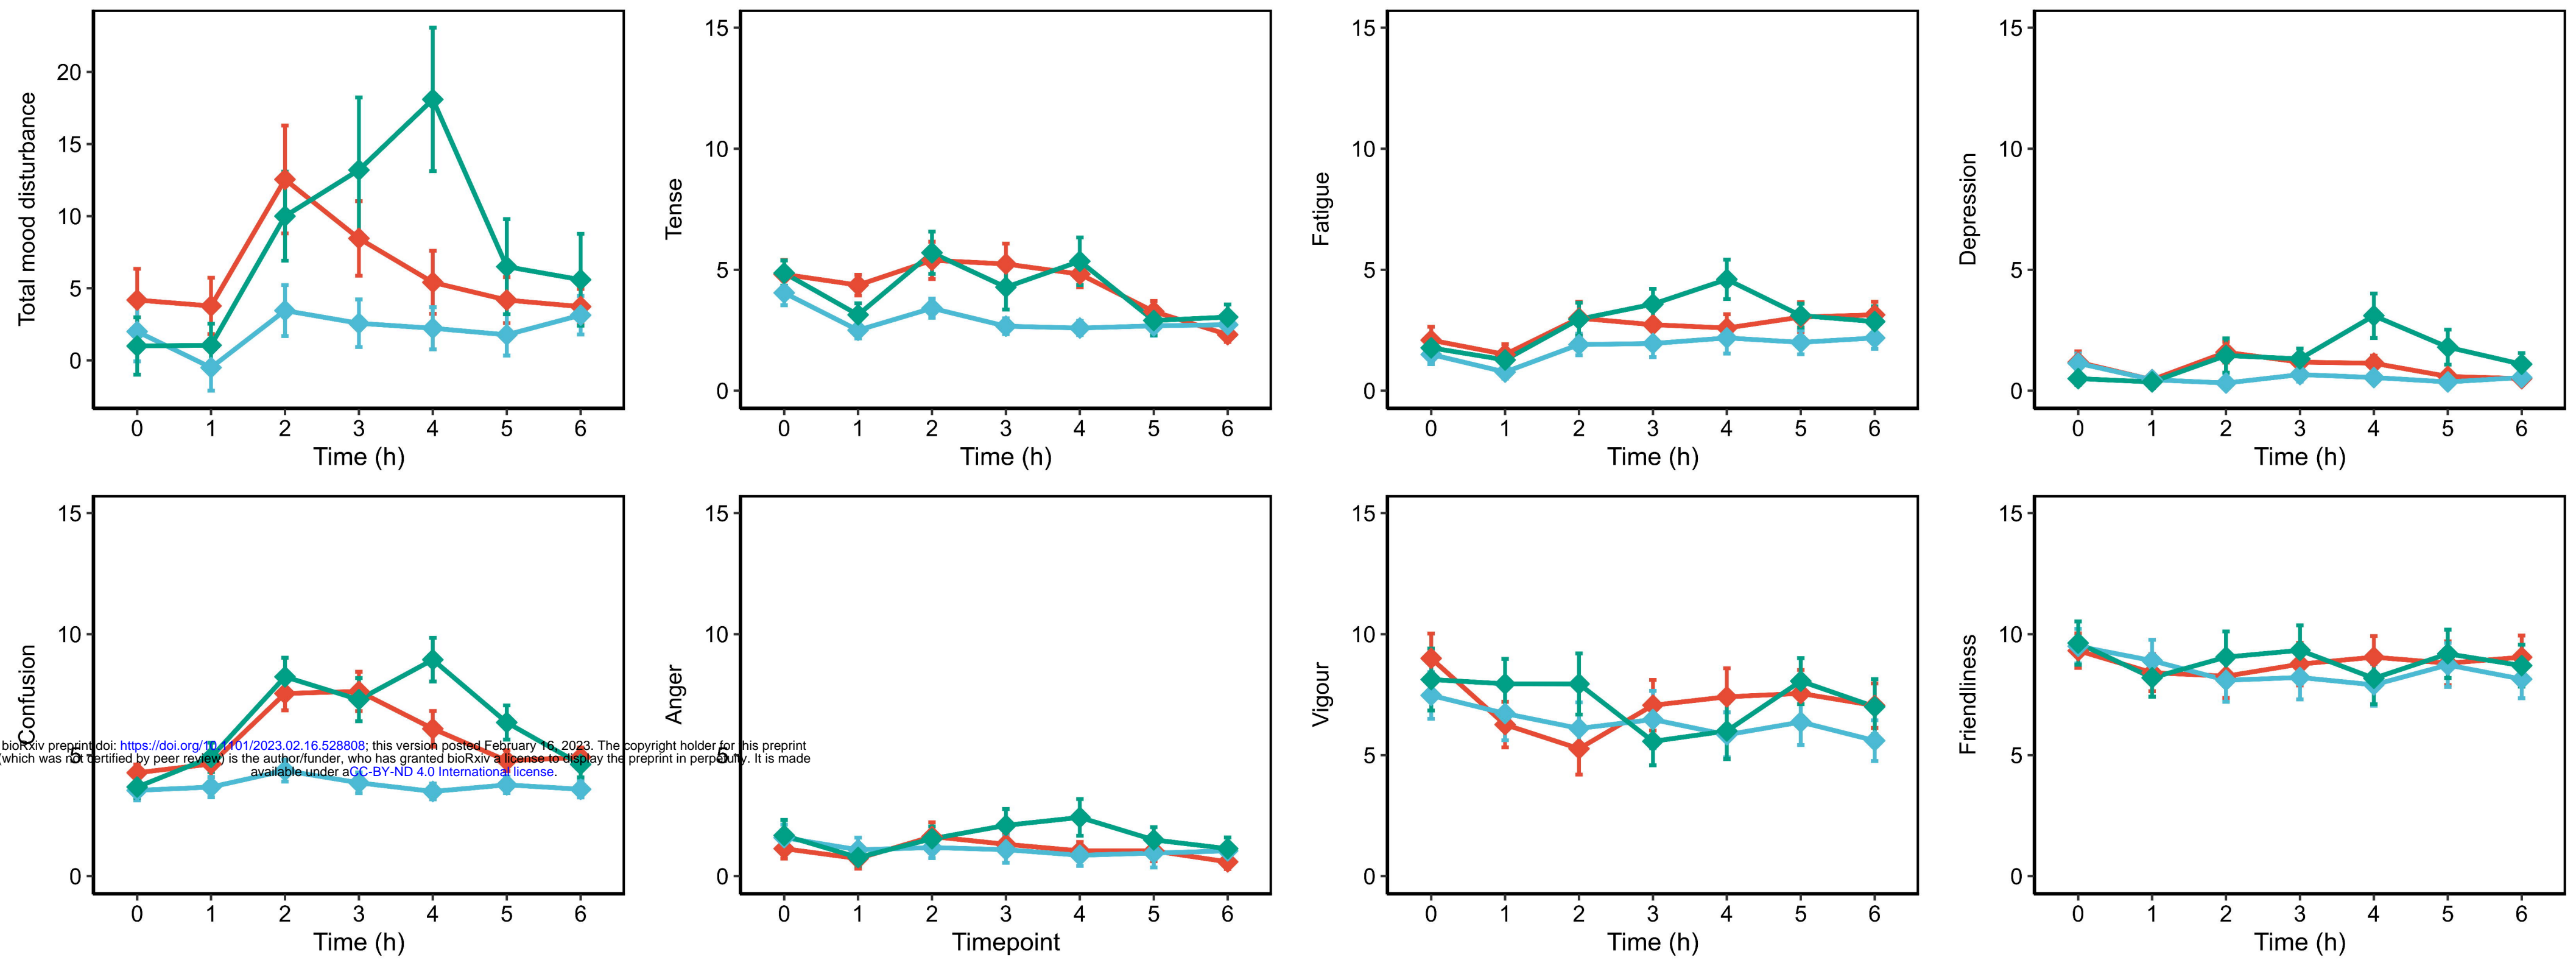 Total mood disturbance
20
15
10
5
0
0 1 2 3 4 5 6
Time (h)
Tense
15
10
5
0
0 1 2 3 4 5 6
Time (h)
Fatigue
15
10
5
0
0 1 2 3 4 5 6
Time (h)
Depression
15
10
5
0
0 1 2 3 4 5 6
Time (h)
Confusion
15
10
5
0
0 1 2 3 4 5 6
Time (h)
Anger
15
10
5
0
0 1 2 3 4 5 6
Timepoint
Vigour
15
10
5
0
0 1 2 3 4 5 6
Time (h)
Friendliness
15
10
5
0
0 1 2 3 4 5 6
Time (h)
bioRxiv preprint doi: https://doi.org/10.1101/2023.02.16.528808; this version posted February 16, 2023. The copyright holder for this preprint
(which was not certified by peer review) is the author/funder, who has granted bioRxiv a license to display the preprint in perpetuity. It is made
available under aCC-BY-ND 4.0 International license.